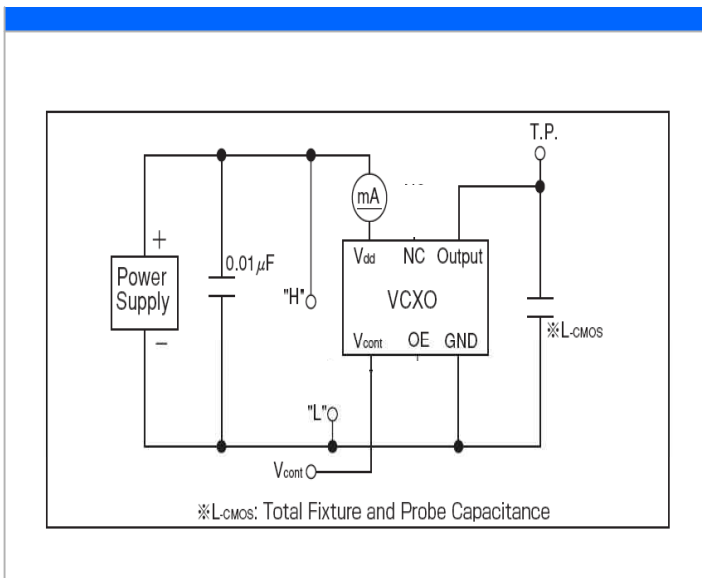 T.P.
mA
+
0.01µF
Vdd NC Output
Power
Supply
"H"
VCXO
※L-CMOS
−
Vcont OE GND
"L"
Vcont
※L-CMOS: Total Fixture and Probe Capacitance